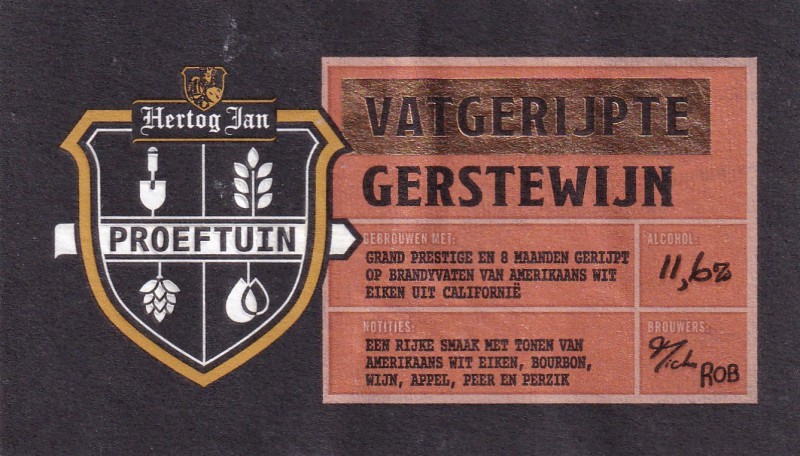 Hertog Jan
PROEFTUIN
VATGERIJPTE
GERSTEWIJN
GEBROUWEN MET:
GRAND PRESTIGE EN 8 MAANDEN GERIJPT
OP BRANDYVATEN VAN AMERIKAANS WIT
EIKEN UIT CALIFORNIË
ALCOHOL:
11,6%
NOTITIES:
EEN RIJKE SMAAK MET TONEN VAN
AMERIKAANS WIT EIKEN, BOURBON,
WIJN, APPEL, PEER EN PERZIK
BROUWERS:
ROB